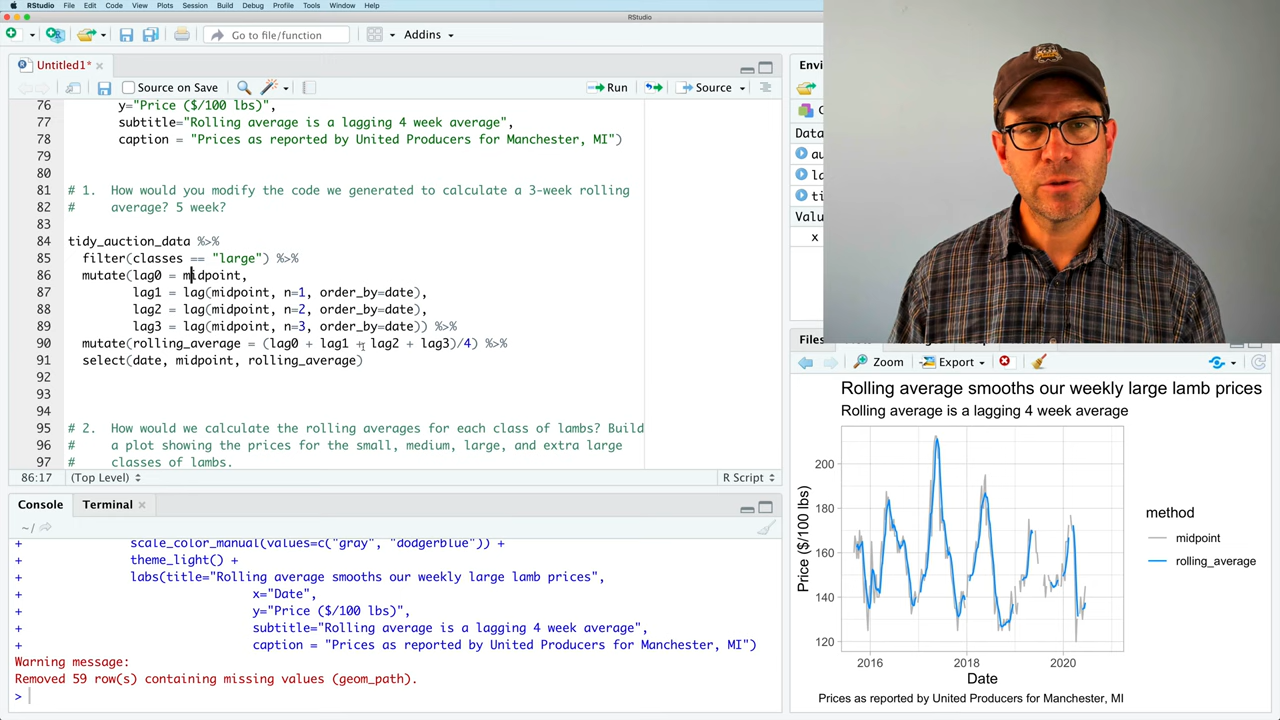 RStudio File Edit Code View Plots Session Build Debug Profile Tools Window Help
RStudio
Go to file/function
Addins
Untitled1*
Source on Save
Run
Source
76 y="Price ($/100 lbs)",
77 subtitle="Rolling average is a lagging 4 week average",
78 caption = "Prices as reported by United Producers for Manchester, MI")
79
80
81 # 1. How would you modify the code we generated to calculate a 3-week rolling
82 # average? 5 week?
83
84 tidy_auction_data %>%
85 filter(classes == "large") %>%
86 mutate(lag0 = midpoint,
87 lag1 = lag(midpoint, n=1, order_by=date),
88 lag2 = lag(midpoint, n=2, order_by=date),
89 lag3 = lag(midpoint, n=3, order_by=date)) %>%
90 mutate(rolling_average = (lag0 + lag1 + lag2 + lag3)/4) %>%
91 select(date, midpoint, rolling_average)
92
93
94
95 # 2. How would we calculate the rolling averages for each class of lambs? Build
96 # a plot showing the prices for the small, medium, large, and extra large
97 # classes of lambs.
86:17 (Top Level) R Script
Console Terminal
~/
+ scale_color_manual(values=c("gray", "dodgerblue")) +
+ theme_light() +
+ labs(title="Rolling average smooths our weekly large lamb prices",
+ x="Date",
+ y="Price ($/100 lbs)",
+ subtitle="Rolling average is a lagging 4 week average",
+ caption = "Prices as reported by United Producers for Manchester, MI")
Warning message:
Removed 59 row(s) containing missing values (geom_path).
>
Envi
Data
au
la
ti
Valu
x
Files
Zoom Export
Rolling average smooths our weekly large lamb prices
Rolling average is a lagging 4 week average
200
180
160
140
120
Price ($/100 lbs)
2016 2018 2020
Date
method
midpoint
rolling_average
Prices as reported by United Producers for Manchester, MI